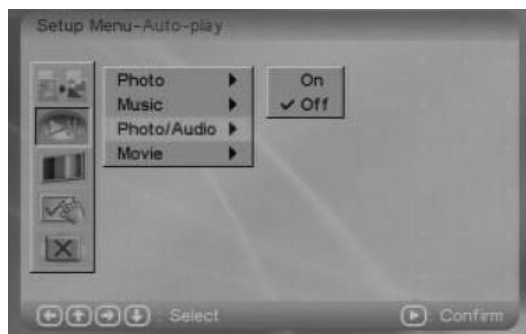 Setup Menu-Auto-play
Photo
Music
Photo/Audio
Movie
On
Off
: Select
: Confirm